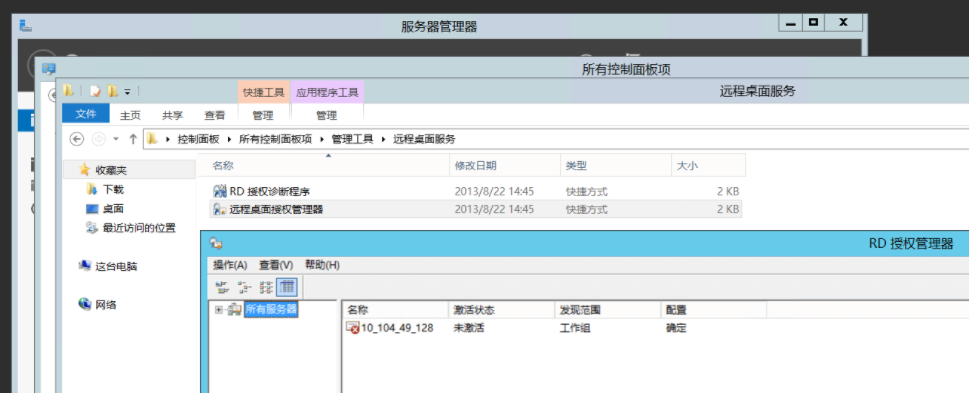 服务器管理器
所有控制面板项
快捷工具 应用程序工具 远程桌面服务
文件 主页 共享 查看 管理 管理
控制面板 所有控制面板项 管理工具 远程桌面服务
收藏夹
下载
桌面
最近访问的位置
这台电脑
网络
名称 修改日期 类型 大小
RD 授权诊断程序 2013/8/22 14:45 快捷方式 2 KB
远程桌面授权管理器 2013/8/22 14:45 快捷方式 2 KB
RD 授权管理器
操作(A) 查看(V) 帮助(H)
所有服务器
名称 激活状态 发现范围 配置
10_104_49_128 未激活 工作组 确定